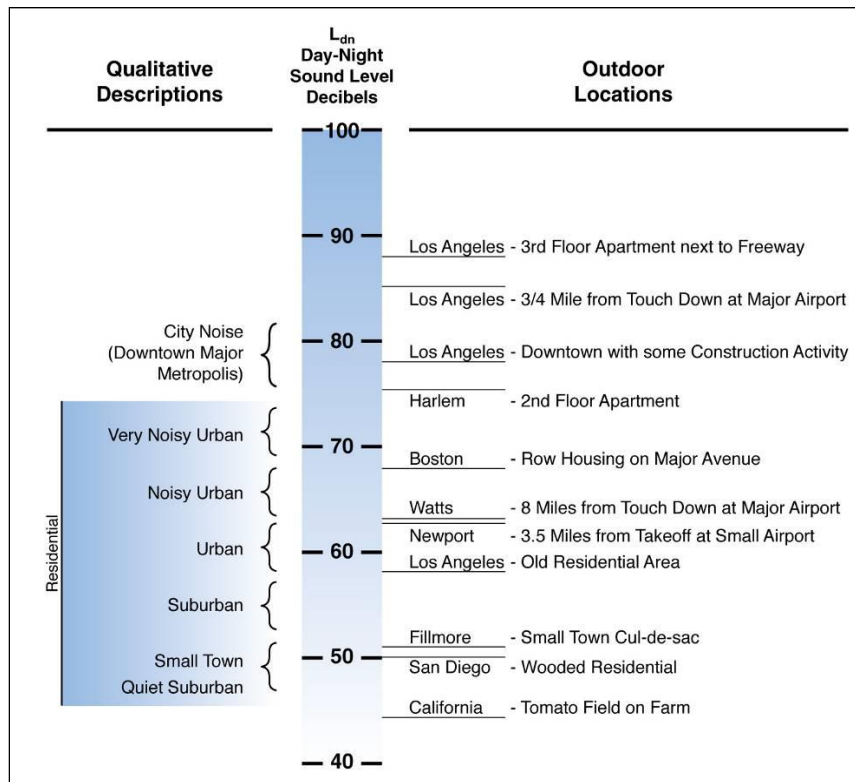 Qualitative
Descriptions
Ldn
Day-Night
Sound Level
Decibels
Outdoor
Locations
100
90
80
70
60
50
40
City Noise
(Downtown Major
Metropolis)
Residential
Very Noisy Urban
Noisy Urban
Urban
Suburban
Small Town
Quiet Suburban
Los Angeles - 3rd Floor Apartment next to Freeway
Los Angeles - 3/4 Mile from Touch Down at Major Airport
Los Angeles - Downtown with some Construction Activity
Harlem - 2nd Floor Apartment
Boston - Row Housing on Major Avenue
Watts - 8 Miles from Touch Down at Major Airport
Newport - 3.5 Miles from Takeoff at Small Airport
Los Angeles - Old Residential Area
Fillmore - Small Town Cul-de-sac
San Diego - Wooded Residential
California - Tomato Field on Farm